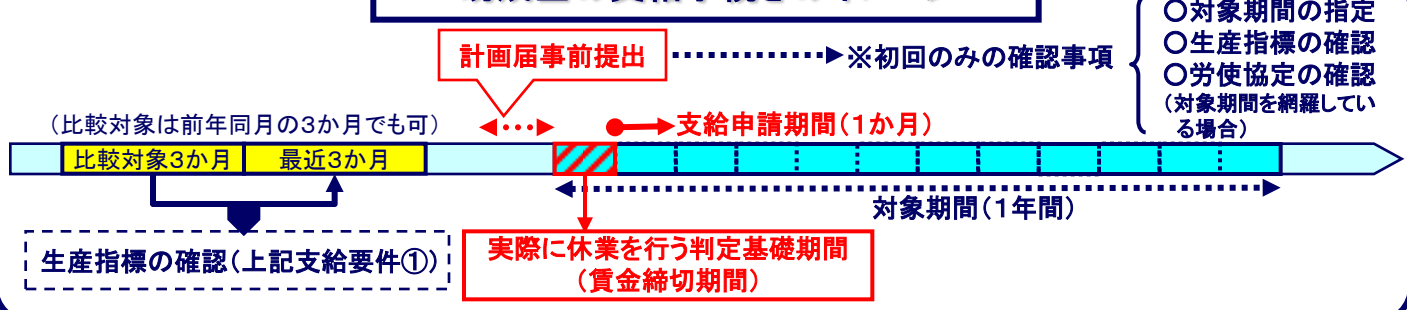 計画届事前提出
※初回のみの確認事項
○対象期間の指定
○生産指標の確認
○労使協定の確認
(対象期間を網羅してい
る場合)
(比較対象は前年同月の3か月でも可)
支給申請期間(1か月)
比較対象3か月
最近3か月
対象期間(1年間)
生産指標の確認(上記支給要件①)
実際に休業を行う判定基礎期間
(賃金締切期間)